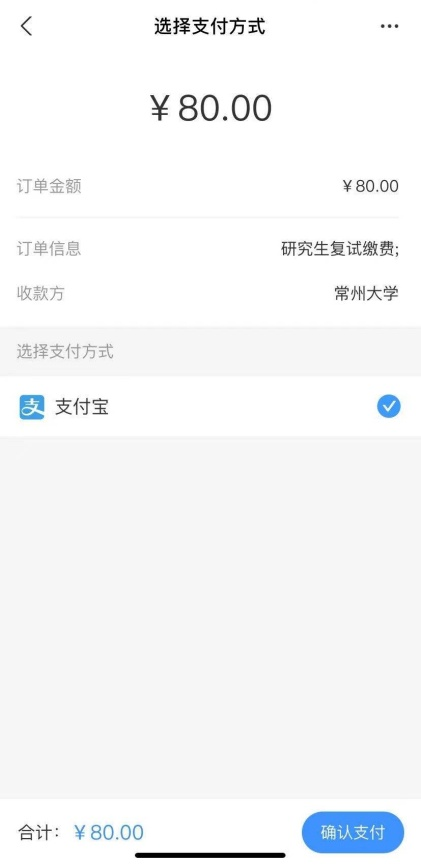 选择支付方式
￥80.00
订单金额 ￥80.00
订单信息 研究生复试缴费;
收款方 常州大学
选择支付方式
支 支付宝
合计: ￥80.00 确认支付